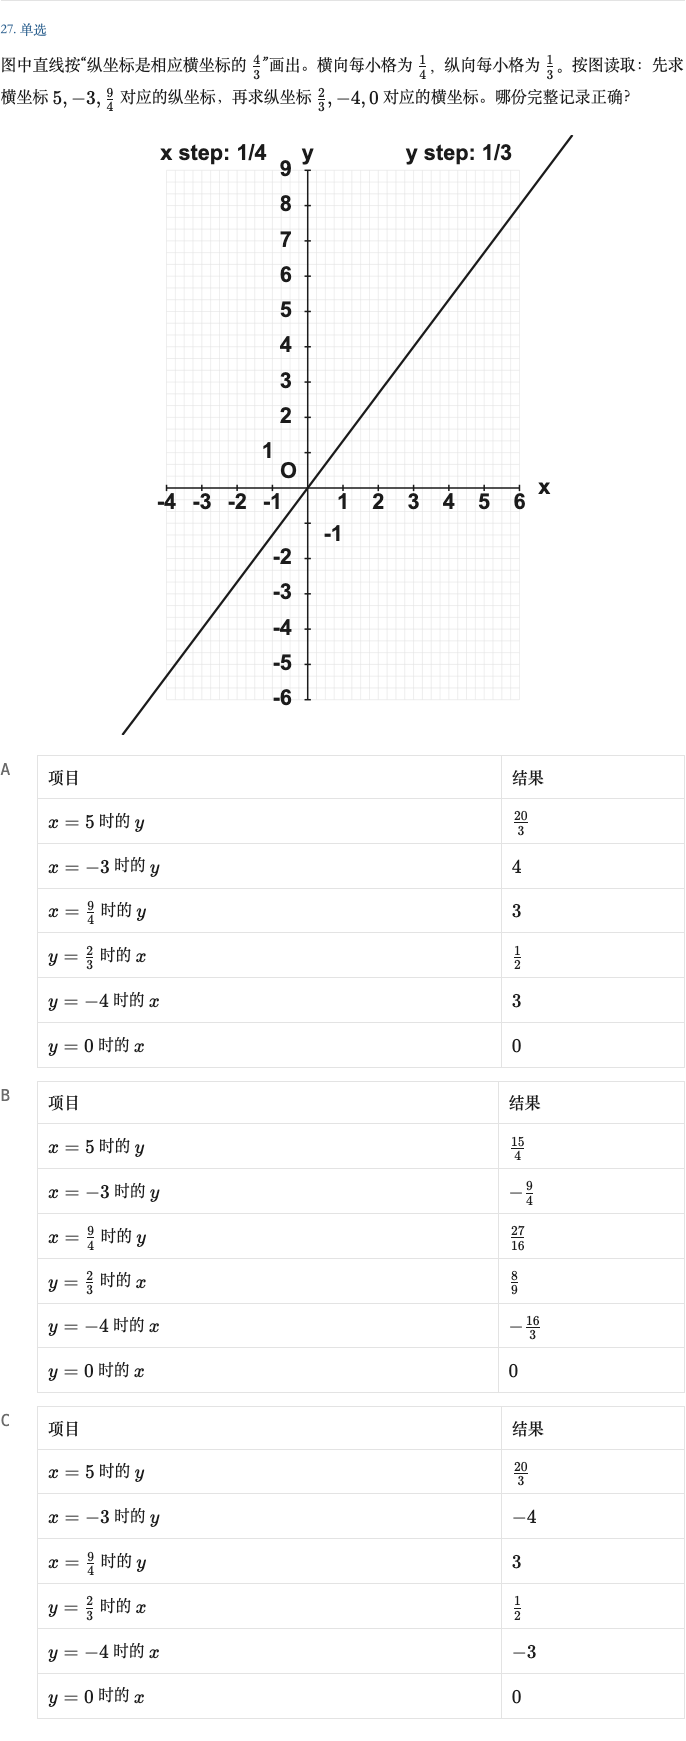 27. 单选
图中直线按“纵坐标是相应横坐标的 4/3”画出。横向每小格为 1/4，纵向每小格为 1/3。按图读取：先求
横坐标 5, −3, 9/4 对应的纵坐标，再求纵坐标 2/3, −4, 0 对应的横坐标。哪份完整记录正确?
x step: 1/4 y y step: 1/3
9
8
7
6
5
4
3
2
1
O
-4 -3 -2 -1 1 2 3 4 5 6 x
-1
-2
-3
-4
-5
-6
A
项目 结果
x = 5 时的 y 20/3
x = −3 时的 y 4
x = 9/4 时的 y 3
y = 2/3 时的 x 1/2
y = −4 时的 x 3
y = 0 时的 x 0
B
项目 结果
x = 5 时的 y 15/4
x = −3 时的 y −9/4
x = 9/4 时的 y 27/16
y = 2/3 时的 x 8/9
y = −4 时的 x −16/3
y = 0 时的 x 0
C
项目 结果
x = 5 时的 y 20/3
x = −3 时的 y −4
x = 9/4 时的 y 3
y = 2/3 时的 x 1/2
y = −4 时的 x −3
y = 0 时的 x 0